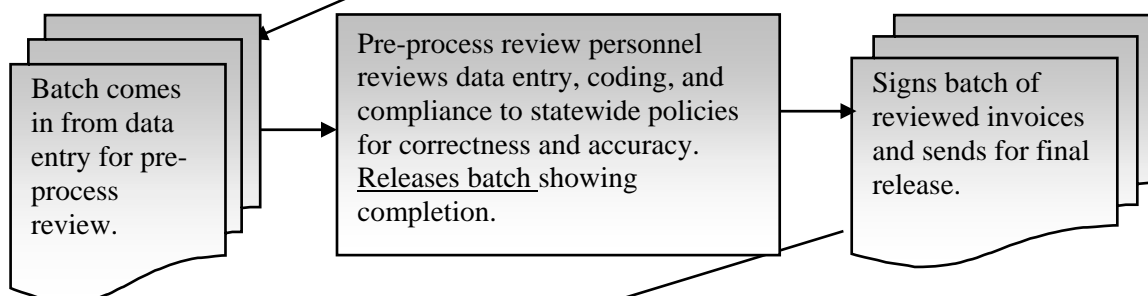 Batch comes
in from data
entry for pre-
process
review.
Pre-process review personnel
reviews data entry, coding, and
compliance to statewide policies
for correctness and accuracy.
Releases batch showing
completion.
Signs batch of
reviewed invoices
and sends for final
release.